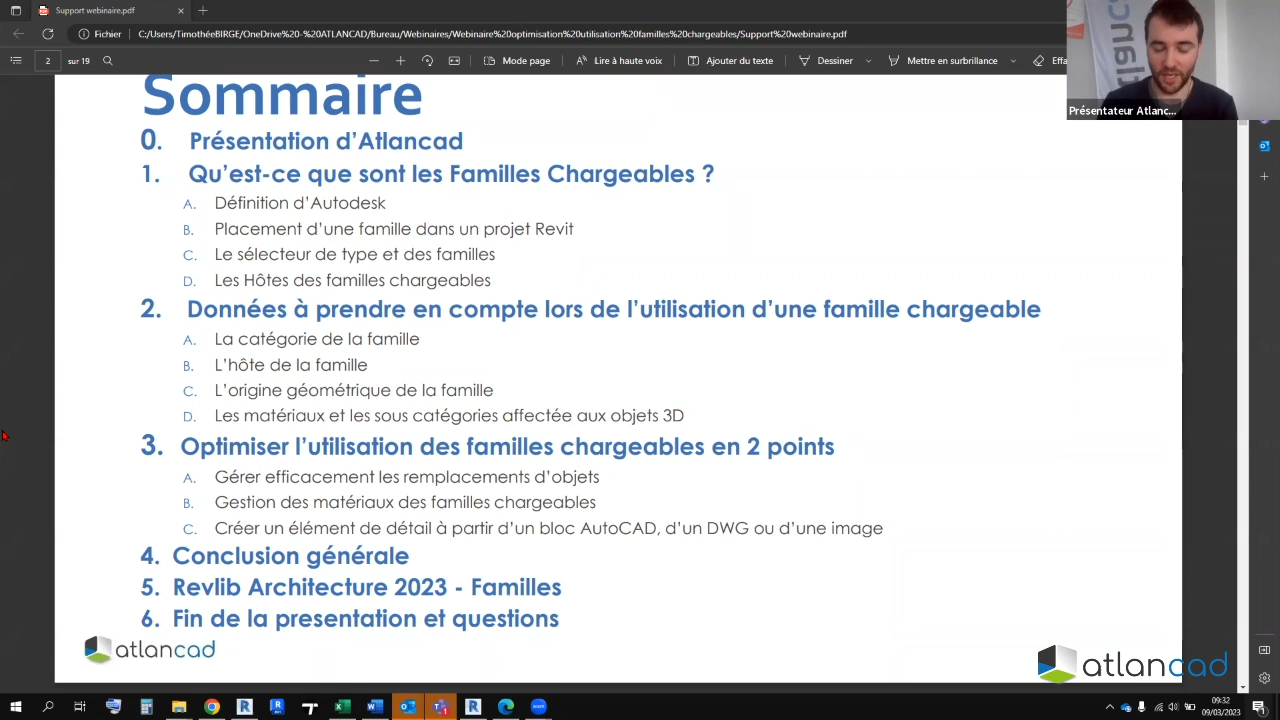 Support webinaire.pdf
Fichier
C:/Users/TimothéeBIRGE/OneDrive%20-%20ATLANCAD/Bureau/Webinaires/Webinaire%20optimisation%20utilisation%20familles%20chargeables/Support%20webinaire.pdf
2 sur 19
Mode page
Lire à haute voix
Ajouter du texte
Dessiner
Mettre en surbrillance
Effa
Présentateur Atlanc...
Sommaire
0. Présentation d'Atlancad
1. Qu'est-ce que sont les Familles Chargeables ?
A. Définition d'Autodesk
B. Placement d'une famille dans un projet Revit
C. Le sélecteur de type et des familles
D. Les Hôtes des familles chargeables
2. Données à prendre en compte lors de l'utilisation d'une famille chargeable
A. La catégorie de la famille
B. L'hôte de la famille
C. L'origine géométrique de la famille
D. Les matériaux et les sous catégories affectée aux objets 3D
3. Optimiser l'utilisation des familles chargeables en 2 points
A. Gérer efficacement les remplacements d'objets
B. Gestion des matériaux des familles chargeables
C. Créer un élément de détail à partir d'un bloc AutoCAD, d'un DWG ou d'une image
4. Conclusion générale
5. Revlib Architecture 2023 - Familles
6. Fin de la presentation et questions
atlancad
atlancad
09:32
09/03/2023